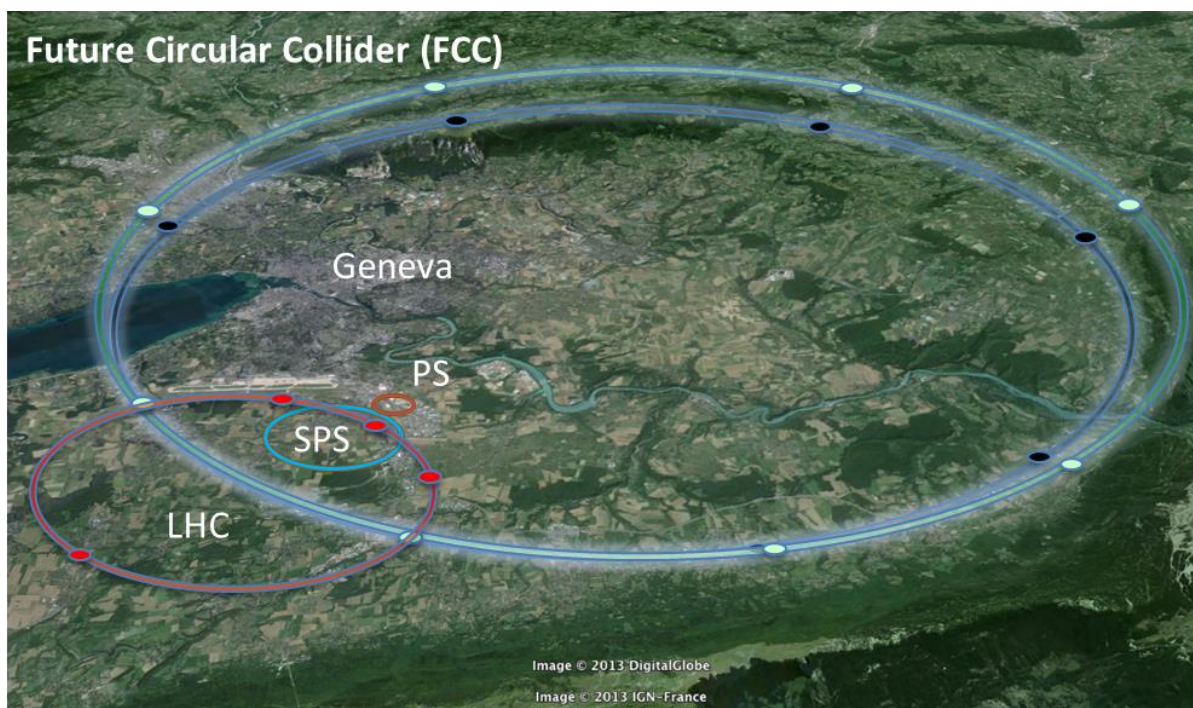 Future Circular Collider (FCC)
Geneva
PS
SPS
LHC
Image © 2013 DigitalGlobe
Image © 2013 IGN-France